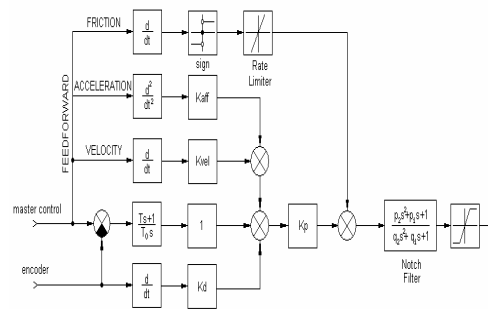 FRICTION
d
dt
sign
Rate
Limiter
FEEDFORWARD
ACCELERATION
d²
dt²
Kaff
VELOCITY
d
dt
Kvel
master control
Ts+1
T₀s
1
Kp
p₂s²+p₁s+1
q₂s²+q₁s+1
Notch
Filter
encoder
d
dt
Kd